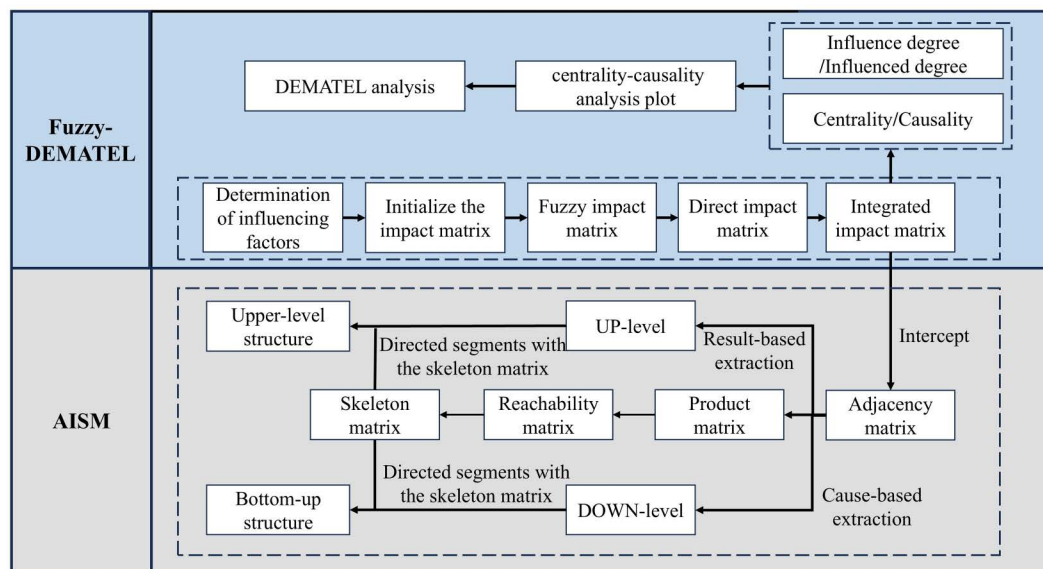 Fuzzy-
DEMATEL
DEMATEL analysis
centrality-causality
analysis plot
Influence degree
/Influenced degree
Centrality/Causality
Determination
of influencing
factors
Initialize the
impact matrix
Fuzzy impact
matrix
Direct impact
matrix
Integrated
impact matrix
AISM
Upper-level
structure
UP-level
Directed segments with
the skeleton matrix
Result-based
extraction
Intercept
Skeleton
matrix
Reachability
matrix
Product
matrix
Adjacency
matrix
Directed segments with
the skeleton matrix
Bottom-up
structure
DOWN-level
Cause-based
extraction